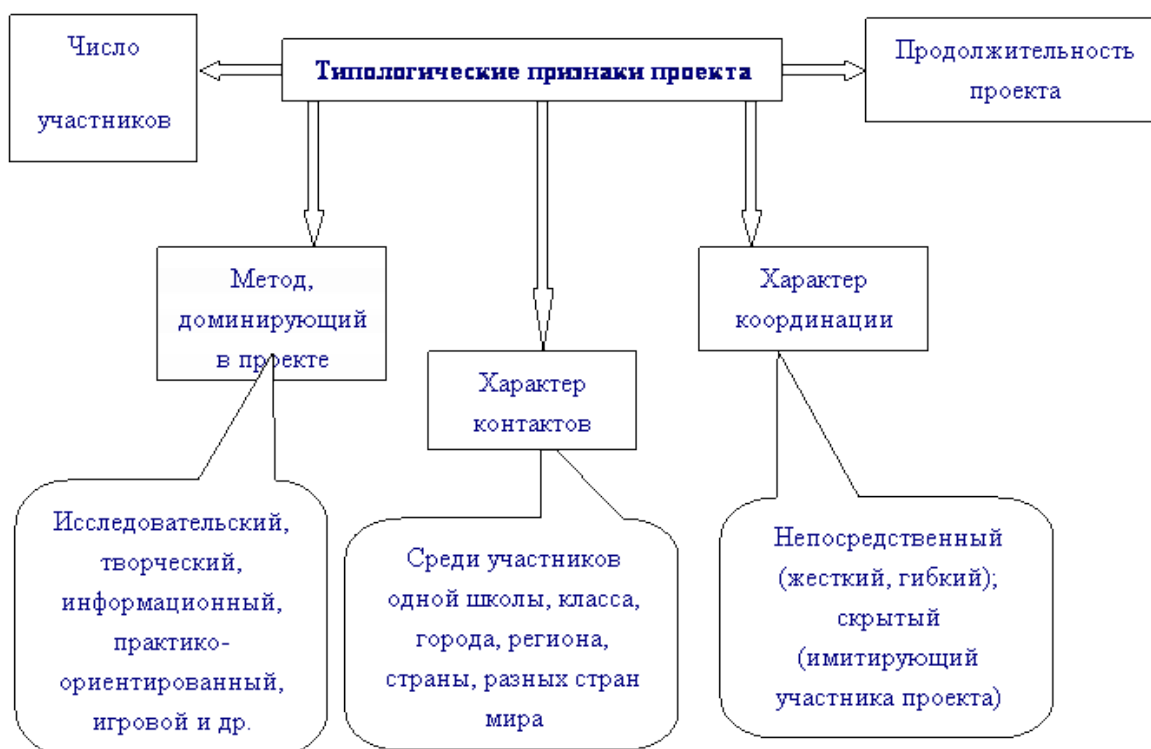 Число
участников
Типологические признаки проекта
Продолжительность
проекта
Метод,
доминирующий
в проекте
Характер
контактов
Характер
координации
Исследовательский,
творческий,
информационный,
практико-
ориентированный,
игровой и др.
Среди участников
одной школы, класса,
города, региона,
страны, разных стран
мира
Непосредственный
(жесткий, гибкий);
скрытый
(имитирующий
участника проекта)